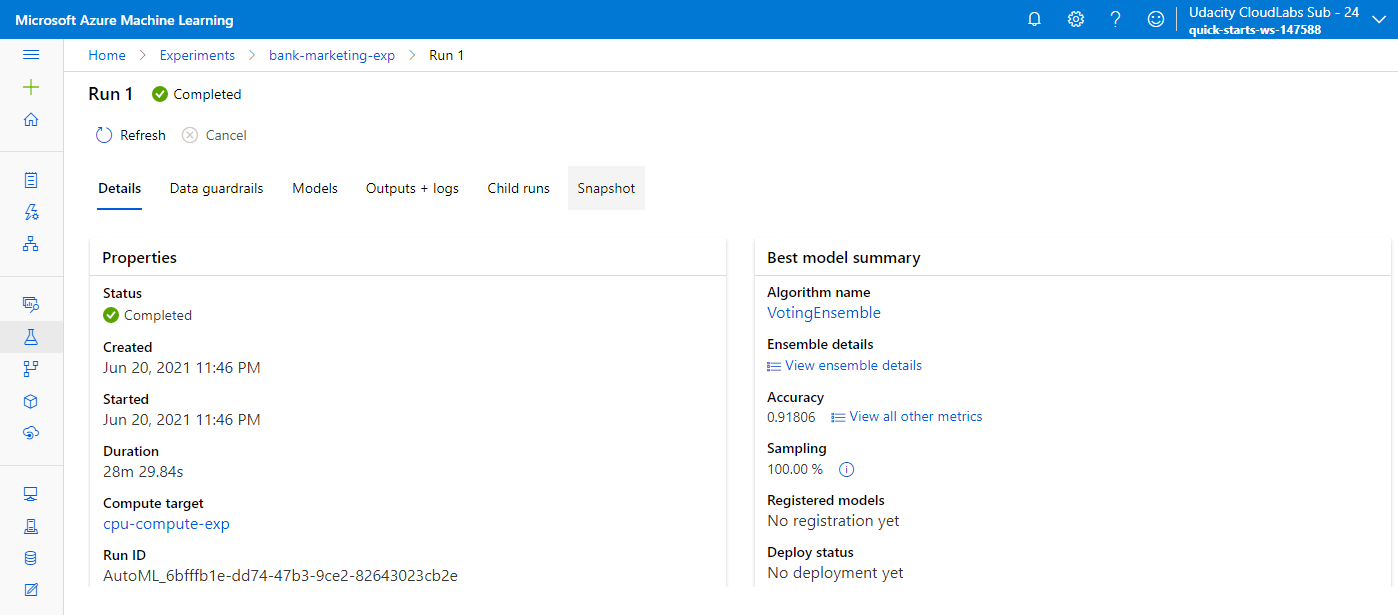 Microsoft Azure Machine Learning
Udacity CloudLabs Sub - 24
quick-starts-ws-147588
Home > Experiments > bank-marketing-exp > Run 1
Run 1 Completed
Refresh Cancel
Details Data guardrails Models Outputs + logs Child runs Snapshot
Properties
Status
Completed
Created
Jun 20, 2021 11:46 PM
Started
Jun 20, 2021 11:46 PM
Duration
28m 29.84s
Compute target
cpu-compute-exp
Run ID
AutoML_6bfffb1e-dd74-47b3-9ce2-82643023cb2e
Best model summary
Algorithm name
VotingEnsemble
Ensemble details
View ensemble details
Accuracy
0.91806 View all other metrics
Sampling
100.00 %
Registered models
No registration yet
Deploy status
No deployment yet